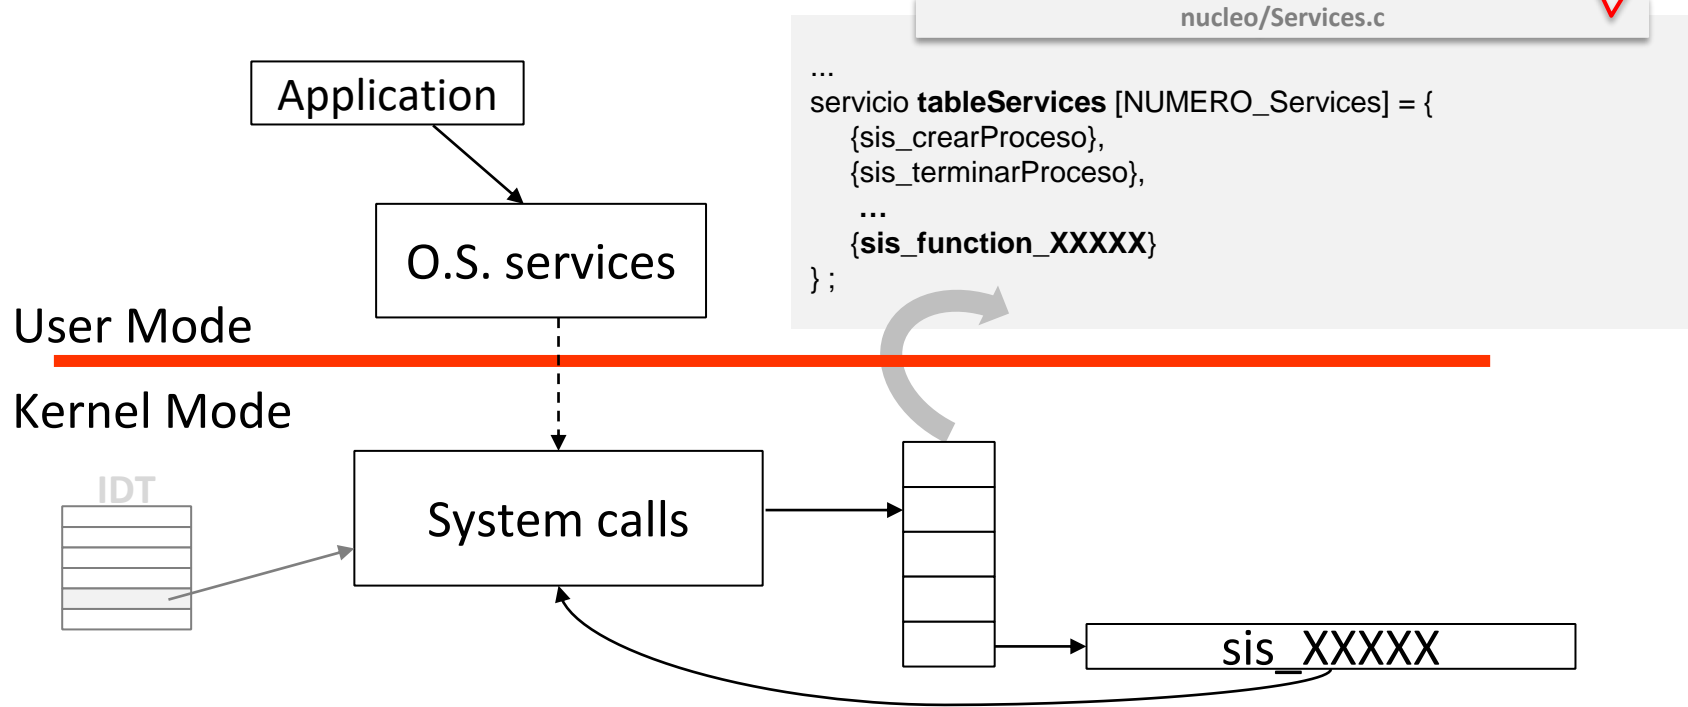 nucleo/Services.c
...
servicio tableServices [NUMERO_Services] = {
{sis_crearProceso},
{sis_terminarProceso},
...
{sis_function_XXXXX}
} ;
Application
O.S. services
User Mode
Kernel Mode
IDT
System calls
sis_XXXXX